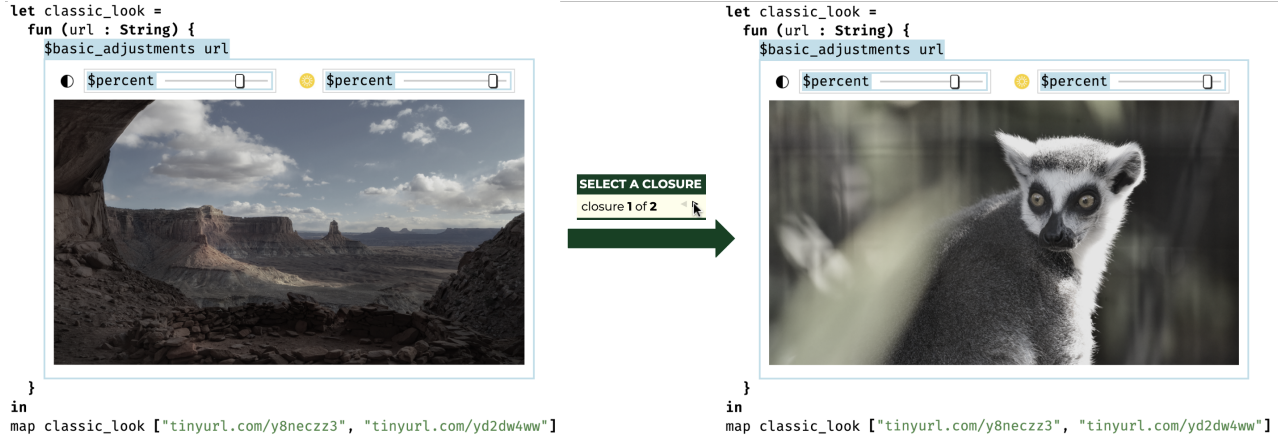 let classic_look =
fun (url : String) {
$basic_adjustments url
$percent $percent
}
in
map classic_look ["tinyurl.com/y8neczz3", "tinyurl.com/yd2dw4ww"]
SELECT A CLOSURE
closure 1 of 2
let classic_look =
fun (url : String) {
$basic_adjustments url
$percent $percent
}
in
map classic_look ["tinyurl.com/y8neczz3", "tinyurl.com/yd2dw4ww"]